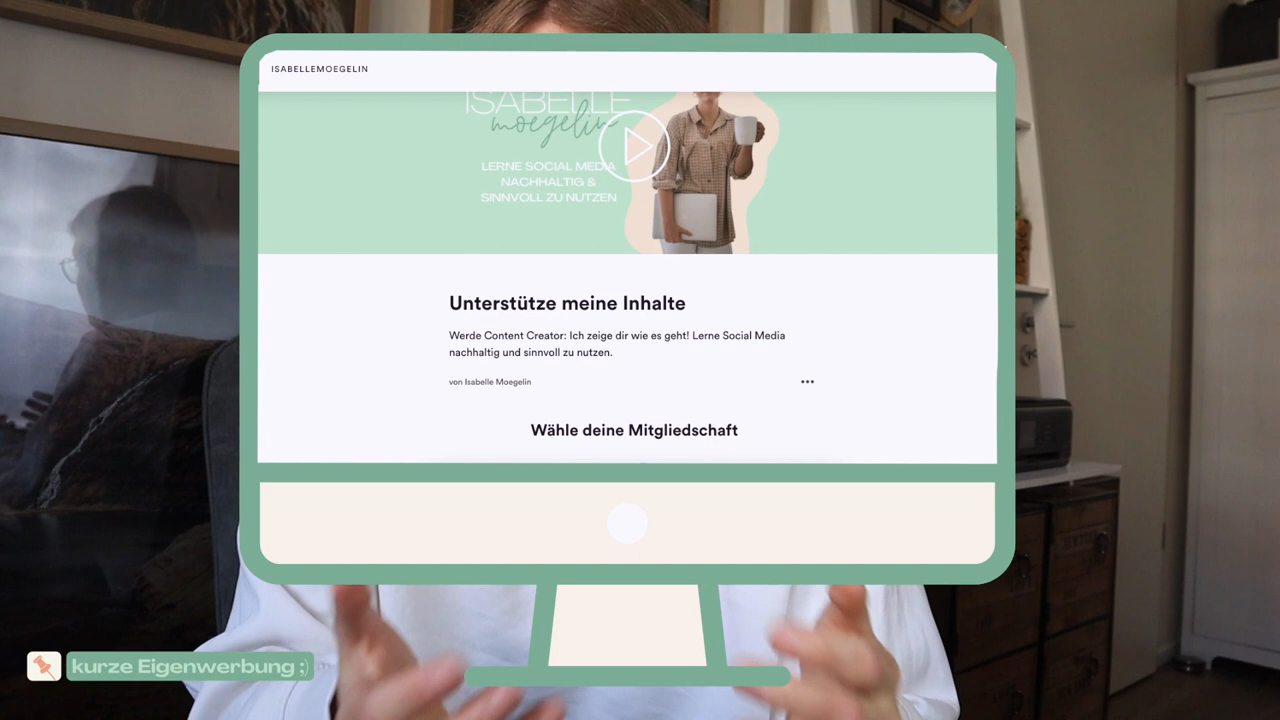 ISABELLEMOEGELIN
ISABELLE
moegelin
LERNE SOCIAL MEDIA
NACHHALTIG &
SINNVOLL ZU NUTZEN
Unterstütze meine Inhalte
Werde Content Creator: Ich zeige dir wie es geht! Lerne Social Media
nachhaltig und sinnvoll zu nutzen.
von Isabelle Moegelin
Wähle deine Mitgliedschaft
kurze Eigenwerbung ;)